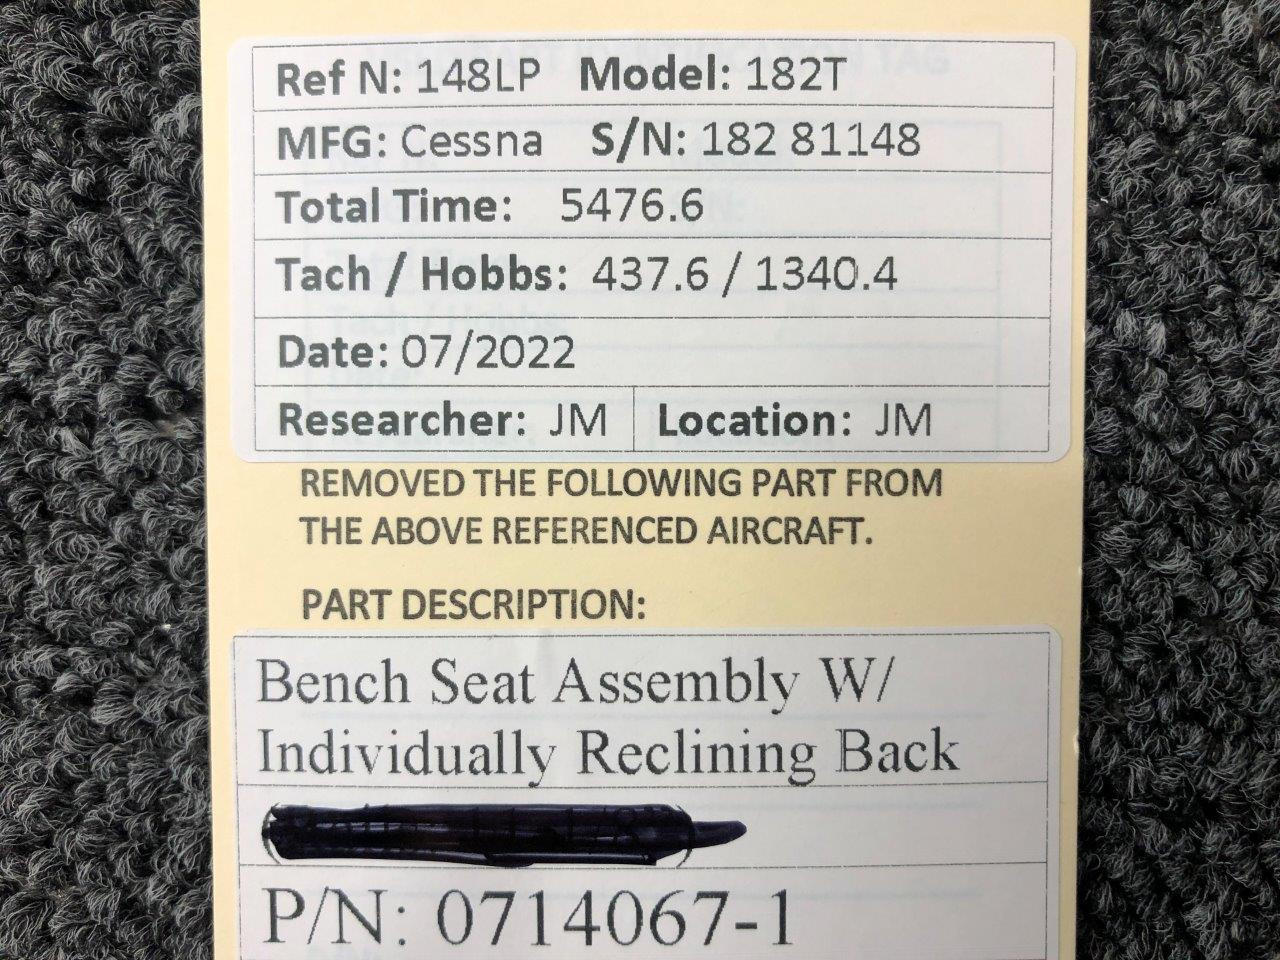 Ref N: 148LP Model: 182T
MFG: Cessna S/N: 182 81148
Total Time: 5476.6
Tach / Hobbs: 437.6 / 1340.4
Date: 07/2022
Researcher: JM Location: JM
REMOVED THE FOLLOWING PART FROM
THE ABOVE REFERENCED AIRCRAFT.
PART DESCRIPTION:
Bench Seat Assembly W/
Individually Reclining Back
P/N: 0714067-1